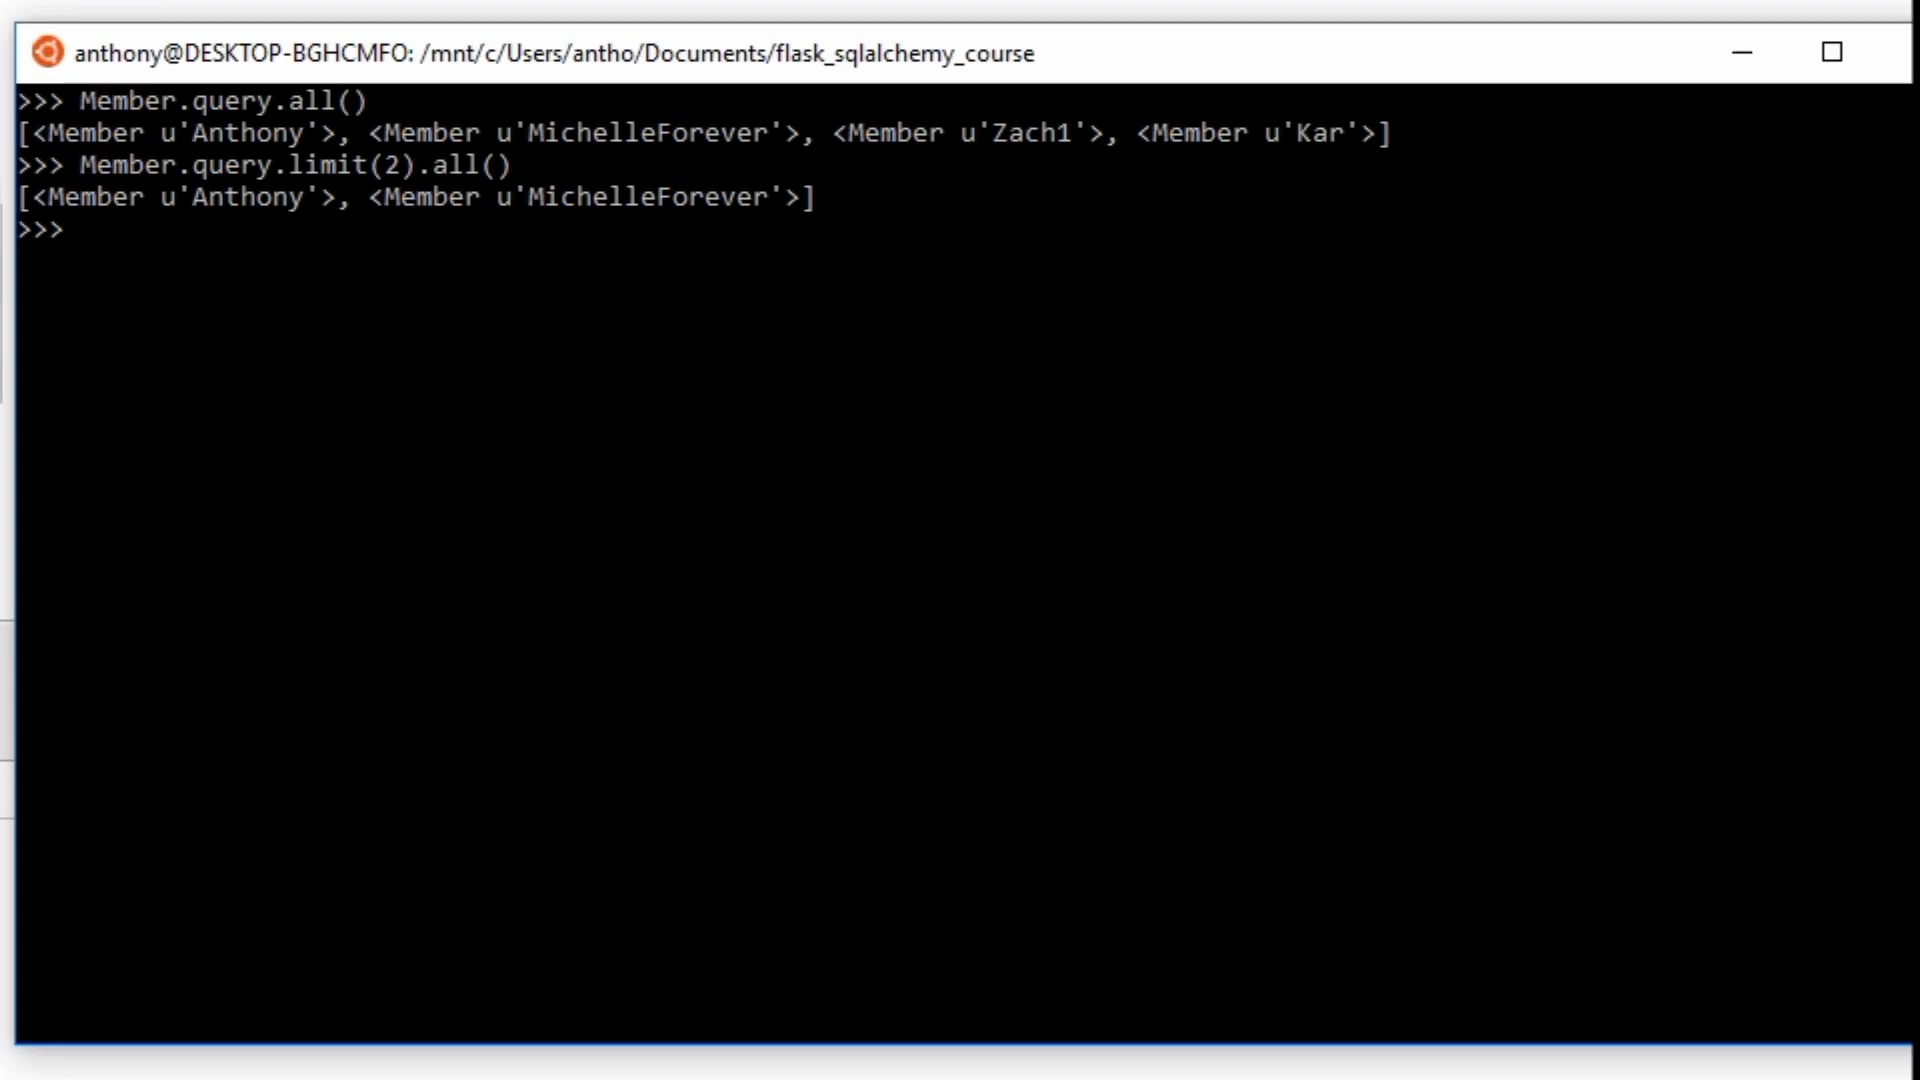 anthony@DESKTOP-BGHCMFO: /mnt/c/Users/antho/Documents/flask_sqlalchemy_course
>>> Member.query.all()
[<Member u'Anthony'>, <Member u'MichelleForever'>, <Member u'Zach1'>, <Member u'Kar'>]
>>> Member.query.limit(2).all()
[<Member u'Anthony'>, <Member u'MichelleForever'>]
>>>